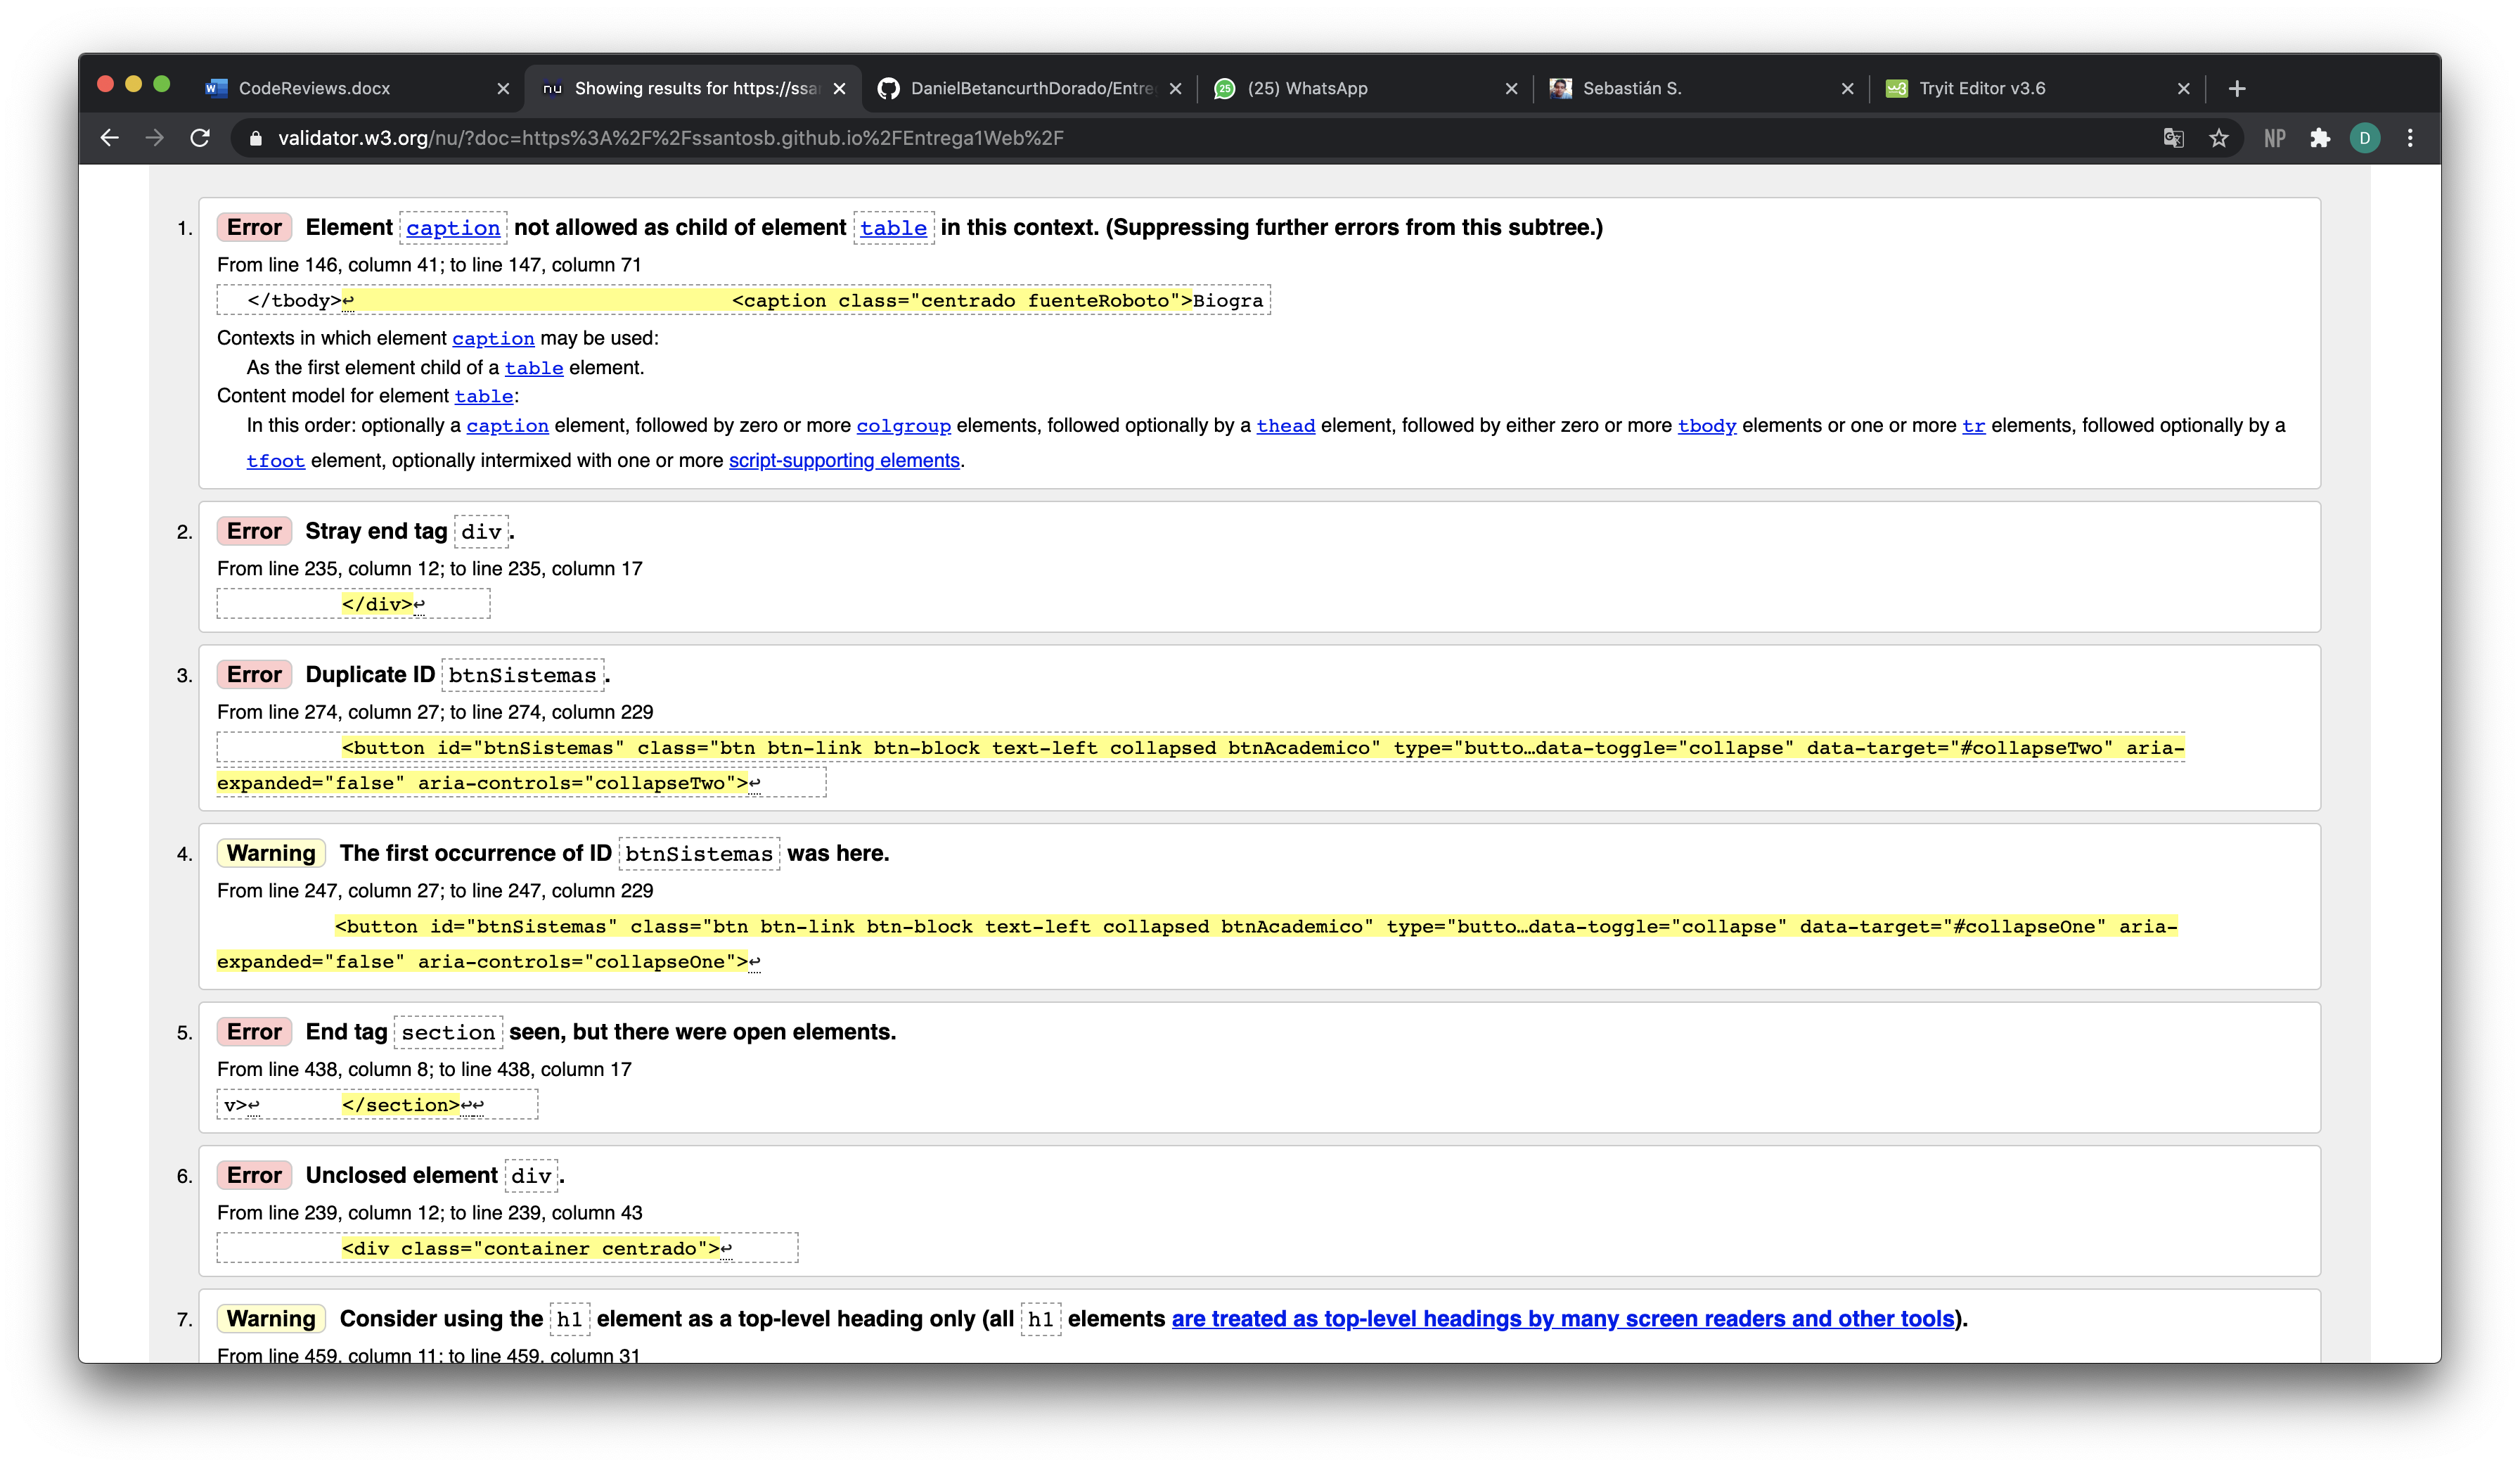 CodeReviews.docx
nu Showing results for https://ssa
DanielBetancurthDorado/Entre
25 (25) WhatsApp
Sebastián S.
Tryit Editor v3.6
validator.w3.org/nu/?doc=https%3A%2F%2Fssantosb.github.io%2FEntrega1Web%2F
NP
D
1. Error Element caption not allowed as child of element table in this context. (Suppressing further errors from this subtree.)
From line 146, column 41; to line 147, column 71
</tbody>↩ <caption class="centrado fuenteRoboto">Biogra
Contexts in which element caption may be used:
As the first element child of a table element.
Content model for element table:
In this order: optionally a caption element, followed by zero or more colgroup elements, followed optionally by a thead element, followed by either zero or more tbody elements or one or more tr elements, followed optionally by a
tfoot element, optionally intermixed with one or more script-supporting elements.
2. Error Stray end tag div.
From line 235, column 12; to line 235, column 17
</div>↩
3. Error Duplicate ID btnSistemas.
From line 274, column 27; to line 274, column 229
<button id="btnSistemas" class="btn btn-link btn-block text-left collapsed btnAcademico" type="butto…data-toggle="collapse" data-target="#collapseTwo" aria-
expanded="false" aria-controls="collapseTwo">↩
4. Warning The first occurrence of ID btnSistemas was here.
From line 247, column 27; to line 247, column 229
<button id="btnSistemas" class="btn btn-link btn-block text-left collapsed btnAcademico" type="butto…data-toggle="collapse" data-target="#collapseOne" aria-
expanded="false" aria-controls="collapseOne">↩
5. Error End tag section seen, but there were open elements.
From line 438, column 8; to line 438, column 17
v>↩ </section>↩↩
6. Error Unclosed element div.
From line 239, column 12; to line 239, column 43
<div class="container centrado">↩
7. Warning Consider using the h1 element as a top-level heading only (all h1 elements are treated as top-level headings by many screen readers and other tools).
From line 459, column 11; to line 459, column 31